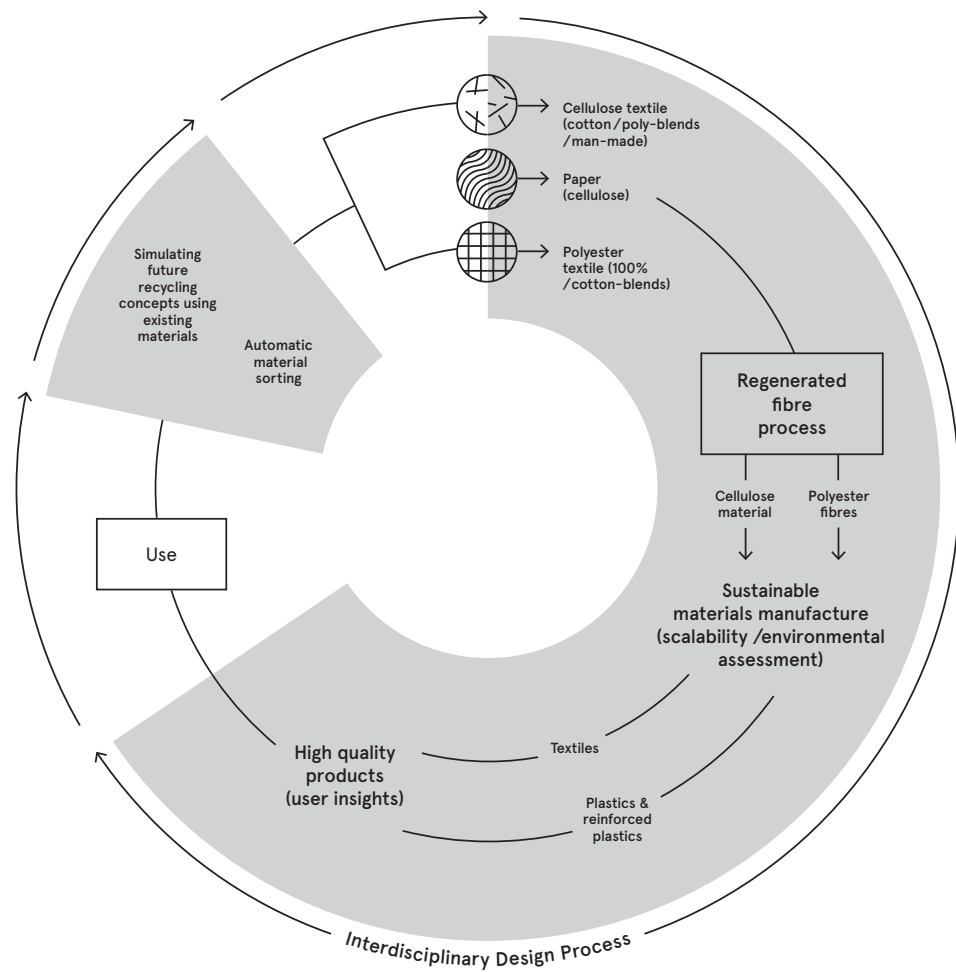 Cellulose textile
(cotton/poly-blends
/man-made)
Paper
(cellulose)
Polyester
textile (100%
/cotton-blends)
Regenerated
fibre
process
Cellulose
material
Polyester
fibres
Sustainable
materials manufacture
(scalability /environmental
assessment)
Textiles
Plastics &
reinforced
plastics
High quality
products
(user insights)
Use
Simulating
future
recycling
concepts using
existing
materials
Automatic
material
sorting
Interdisciplinary Design Process